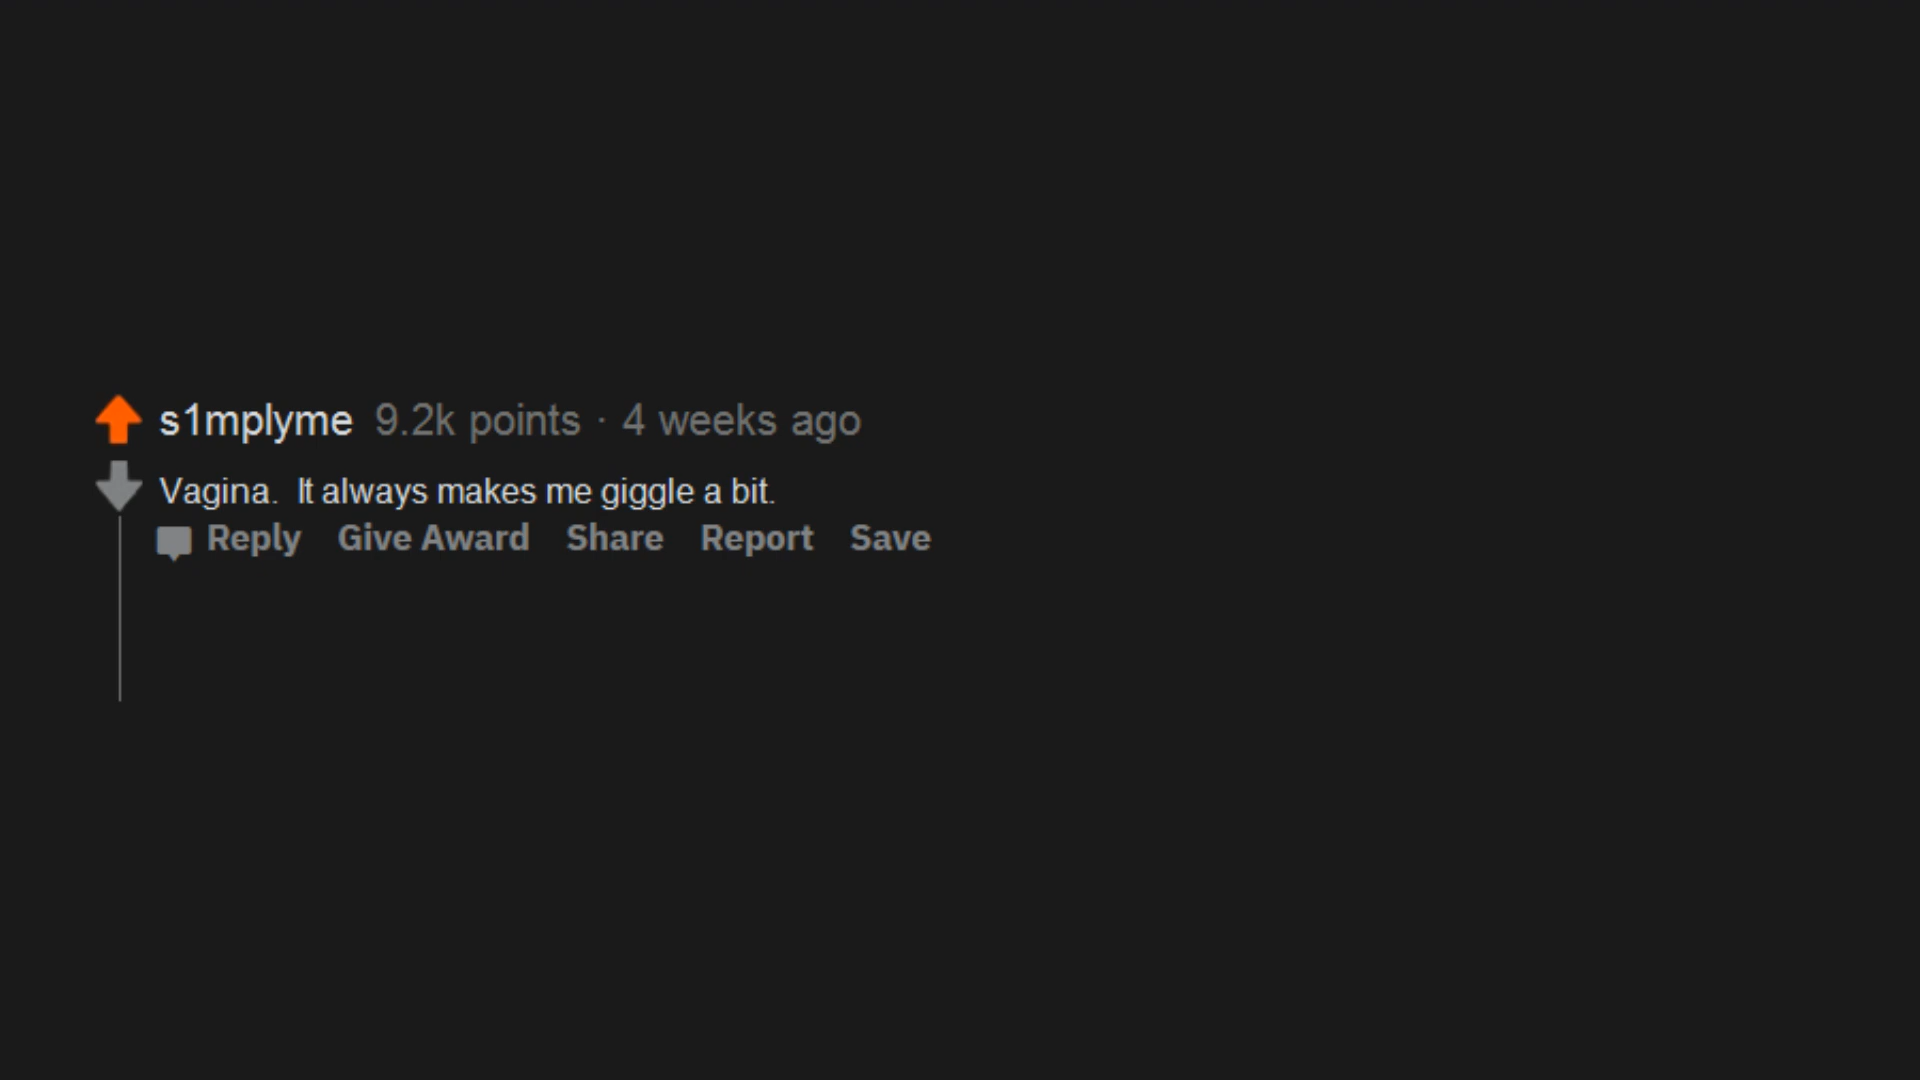 s1mplyme 9.2k points · 4 weeks ago
Vagina. It always makes me giggle a bit.
Reply Give Award Share Report Save